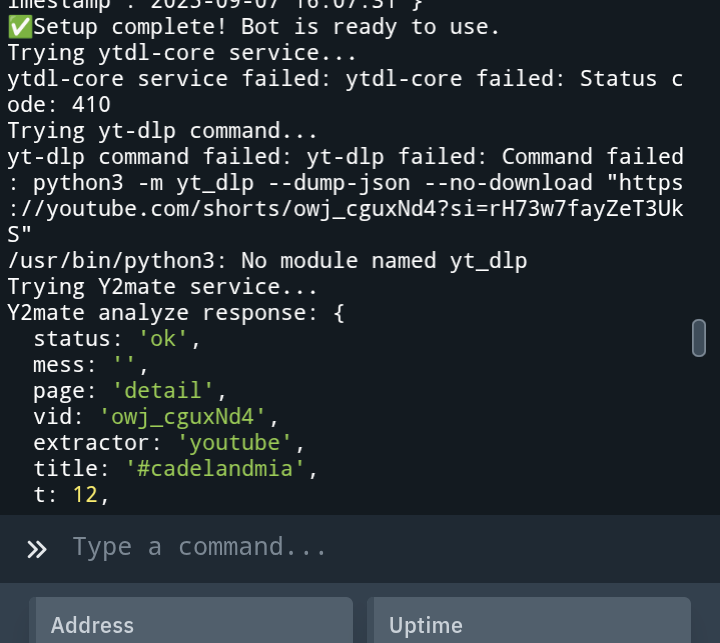 imestamp : 2025-09-07 16:07:31 }
✅Setup complete! Bot is ready to use.
Trying ytdl-core service...
ytdl-core service failed: ytdl-core failed: Status c
ode: 410
Trying yt-dlp command...
yt-dlp command failed: yt-dlp failed: Command failed
: python3 -m yt_dlp --dump-json --no-download "https
://youtube.com/shorts/owj_cguxNd4?si=rH73w7fayZeT3Uk
S"
/usr/bin/python3: No module named yt_dlp
Trying Y2mate service...
Y2mate analyze response: {
  status: 'ok',
  mess: '',
  page: 'detail',
  vid: 'owj_cguxNd4',
  extractor: 'youtube',
  title: '#cadelandmia',
  t: 12,
Type a command...
Address
Uptime